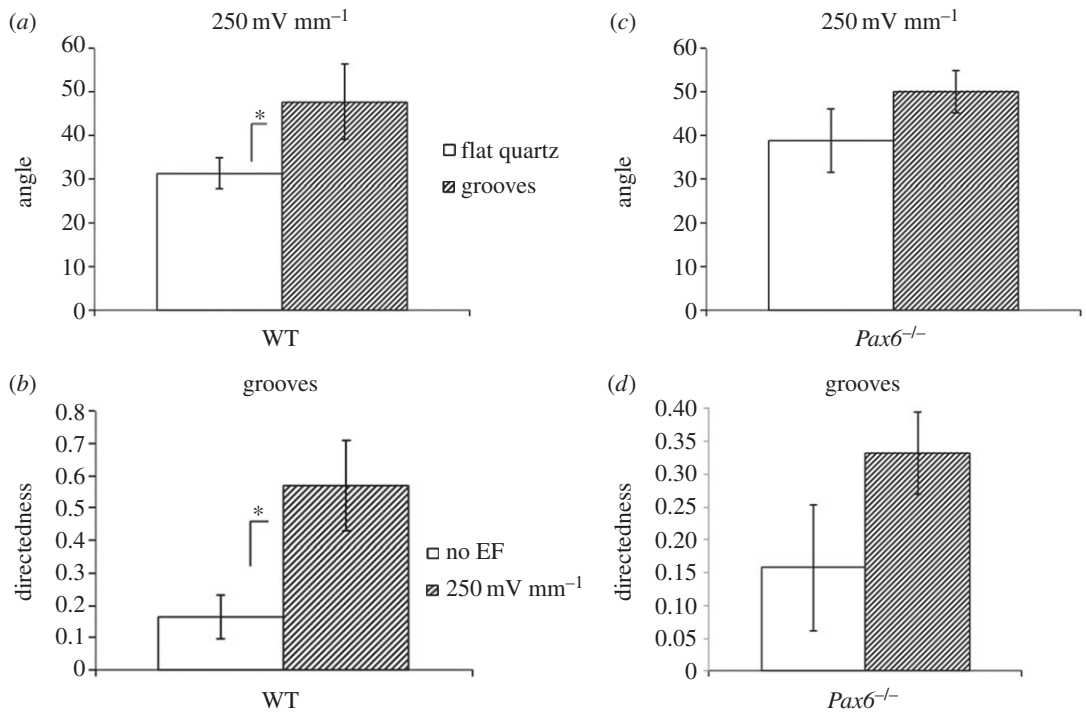 (a)
250 mV mm⁻¹
60
50
40
30
20
10
0
angle
*
WT
flat quartz
grooves
(c)
250 mV mm⁻¹
60
50
40
30
20
10
0
angle
Pax6⁻/⁻
(b)
grooves
0.8
0.7
0.6
0.5
0.4
0.3
0.2
0.1
0
directedness
*
WT
no EF
250 mV mm⁻¹
(d)
grooves
0.40
0.35
0.30
0.25
0.20
0.15
0.10
0.05
0
directedness
Pax6⁻/⁻